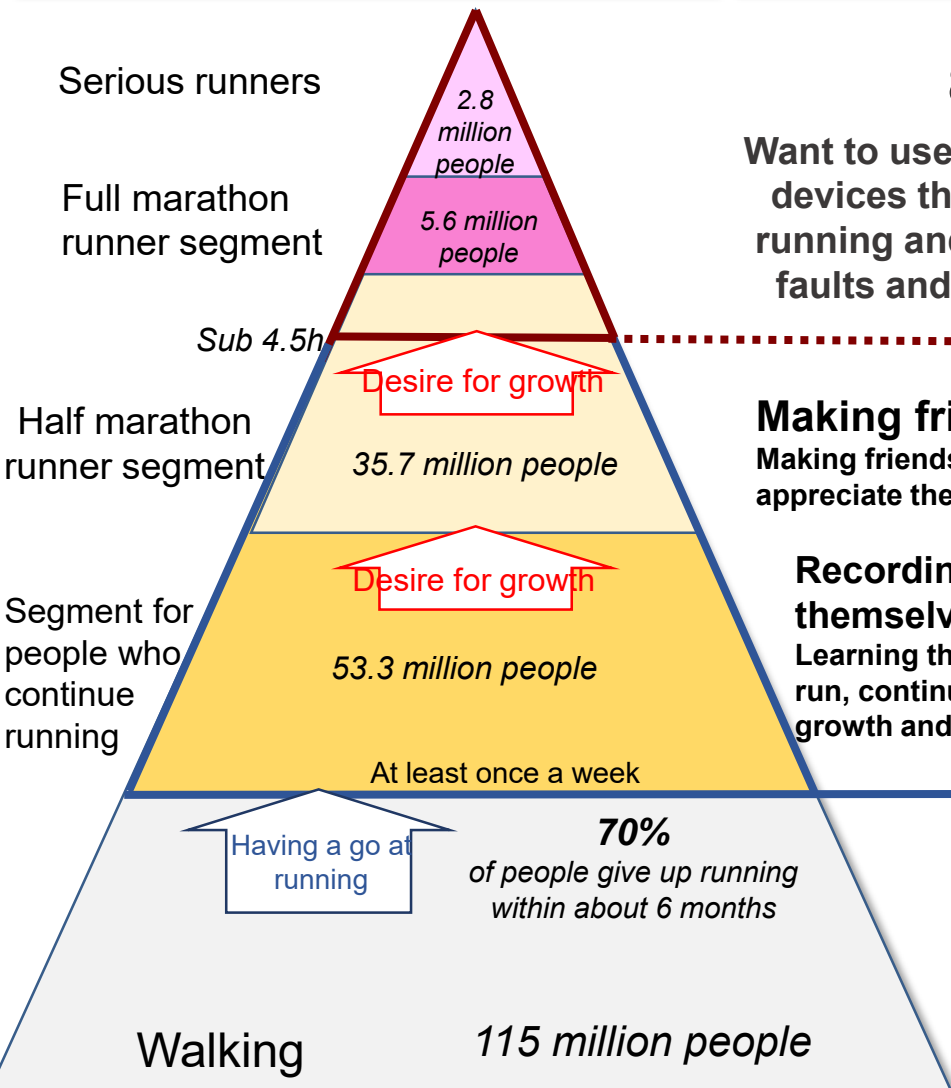 Serious runners
2.8
million
people
Want to use
devices th
running and
faults and
Full marathon
runner segment
5.6 million
people
Sub 4.5h
Desire for growth
Half marathon
runner segment
35.7 million people
Making fri
Making friends
appreciate the
Desire for growth
Recordin
themselv
Learning th
run, continu
growth and
Segment for
people who
continue
running
53.3 million people
At least once a week
Having a go at
running
70%
of people give up running
within about 6 months
Walking
115 million people